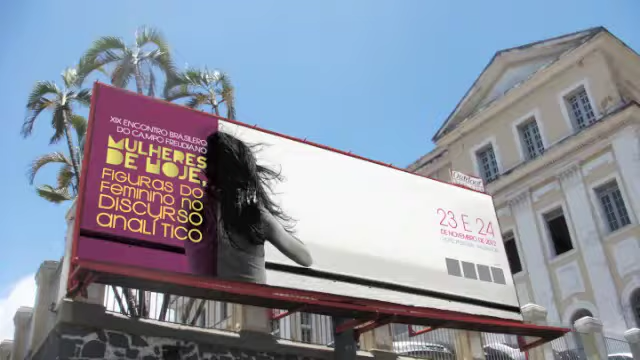 XIX ENCONTRO BRASILEIRO
DO CAMPO FREUDIANO
MULHERES
DE HOJE,
FIGURAS DO
FEMININO NO
DISCURSO
ANALÍTICO
23 E 24
DE NOVEMBRO DE 2012